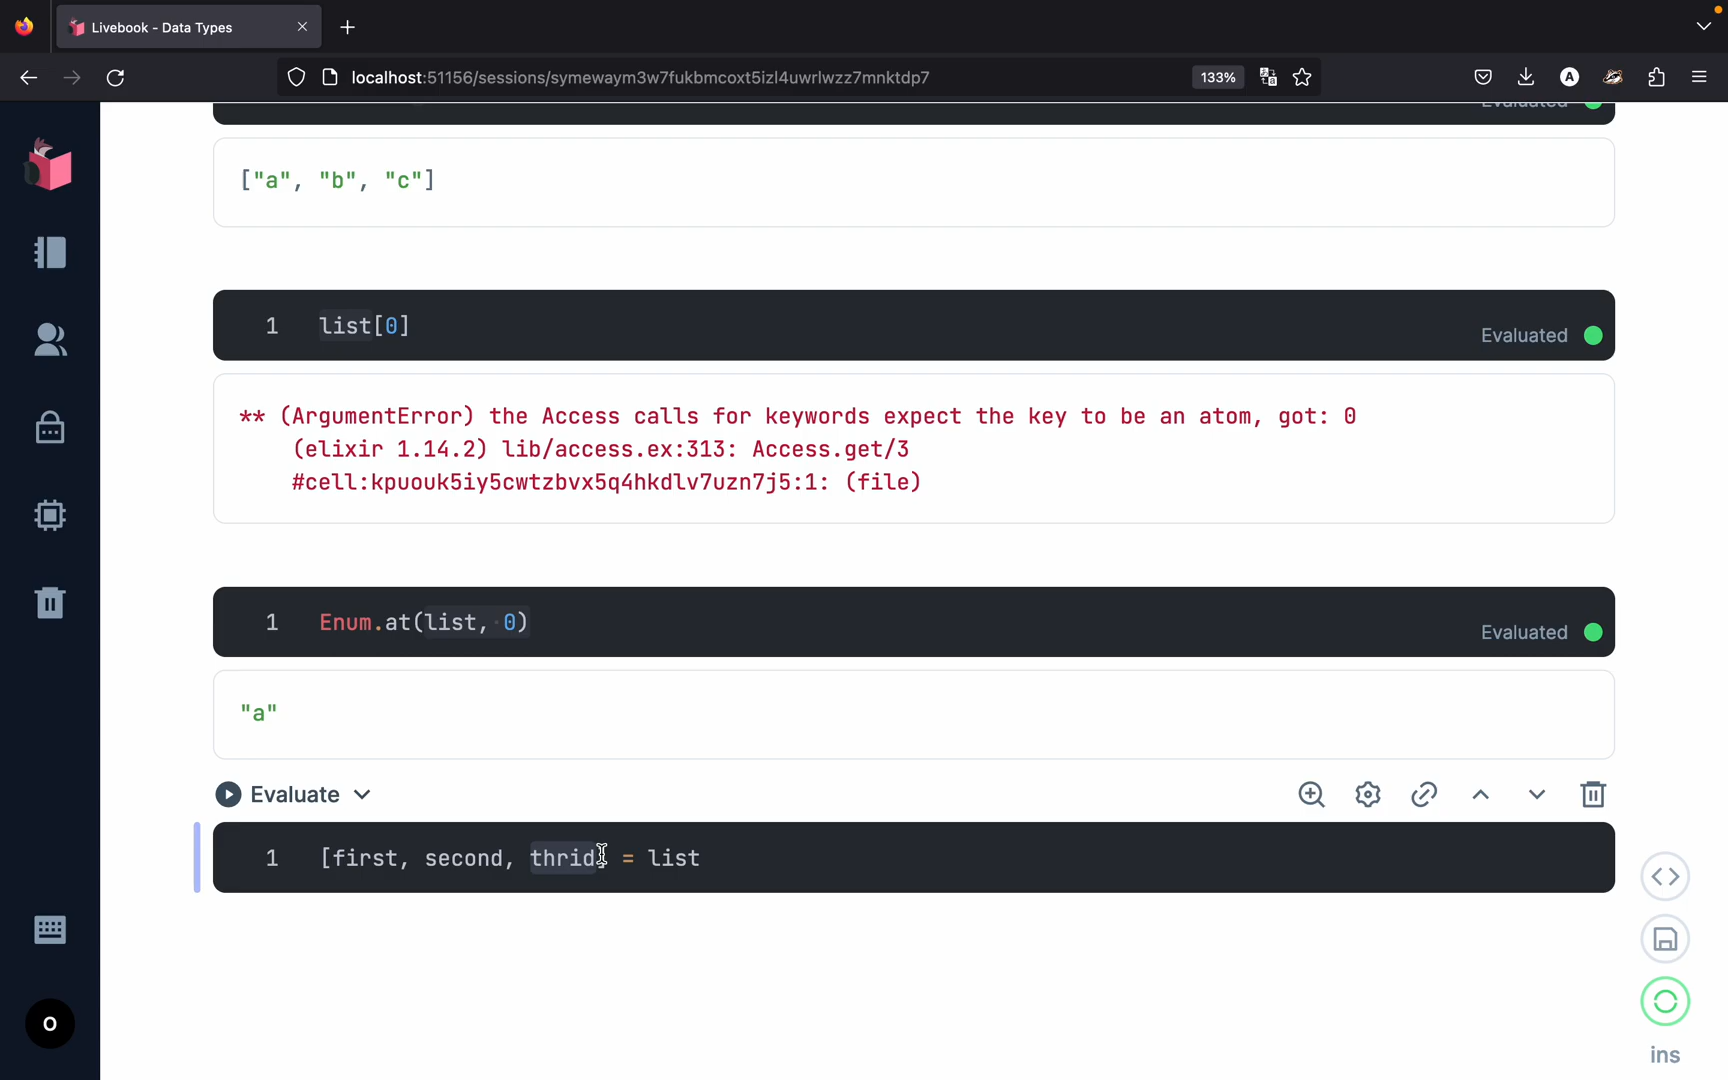 Livebook - Data Types
localhost:51156/sessions/symewaym3w7fukbmcoxt5izl4uwrlwzz7mnktdp7
133%
A
Evaluated
["a", "b", "c"]
1 list[0]
Evaluated
** (ArgumentError) the Access calls for keywords expect the key to be an atom, got: 0
(elixir 1.14.2) lib/access.ex:313: Access.get/3
#cell:kpuouk5iy5cwtzbvx5q4hkdlv7uzn7j5:1: (file)
1 Enum.at(list, 0)
Evaluated
"a"
Evaluate
1 [first, second, thrid] = list
O
ins